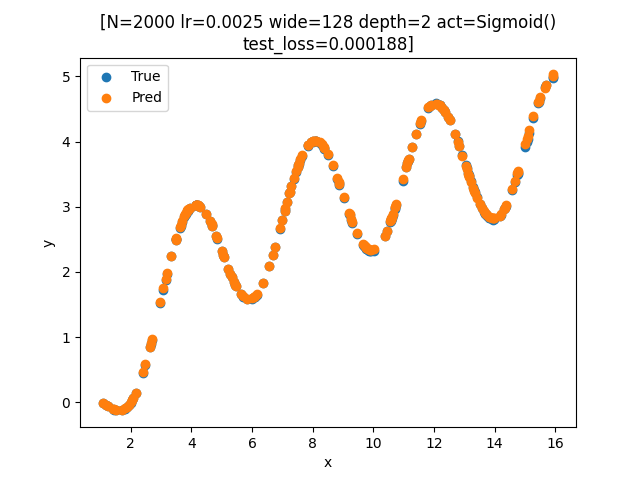 [N=2000 lr=0.0025 wide=128 depth=2 act=Sigmoid()
test_loss=0.000188]
True
Pred
5
4
3
2
1
0
y
2 4 6 8 10 12 14 16
x